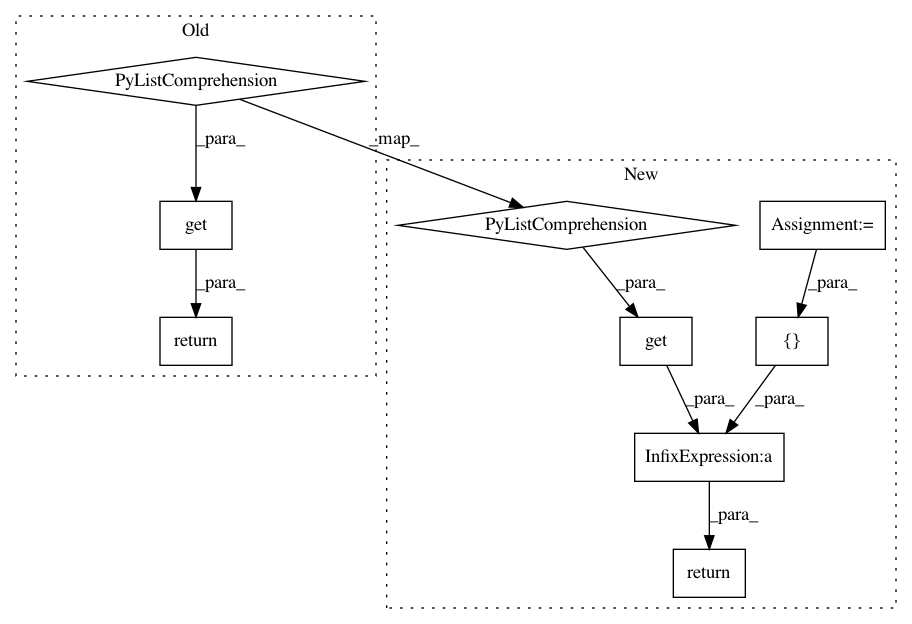 Old
PyListComprehension
_para_
_map_
New
get
PyListComprehension
Assignment:=
_para_
_para_
_para_
return
get
{}
_para_
_para_
InfixExpression:a
_para_
return